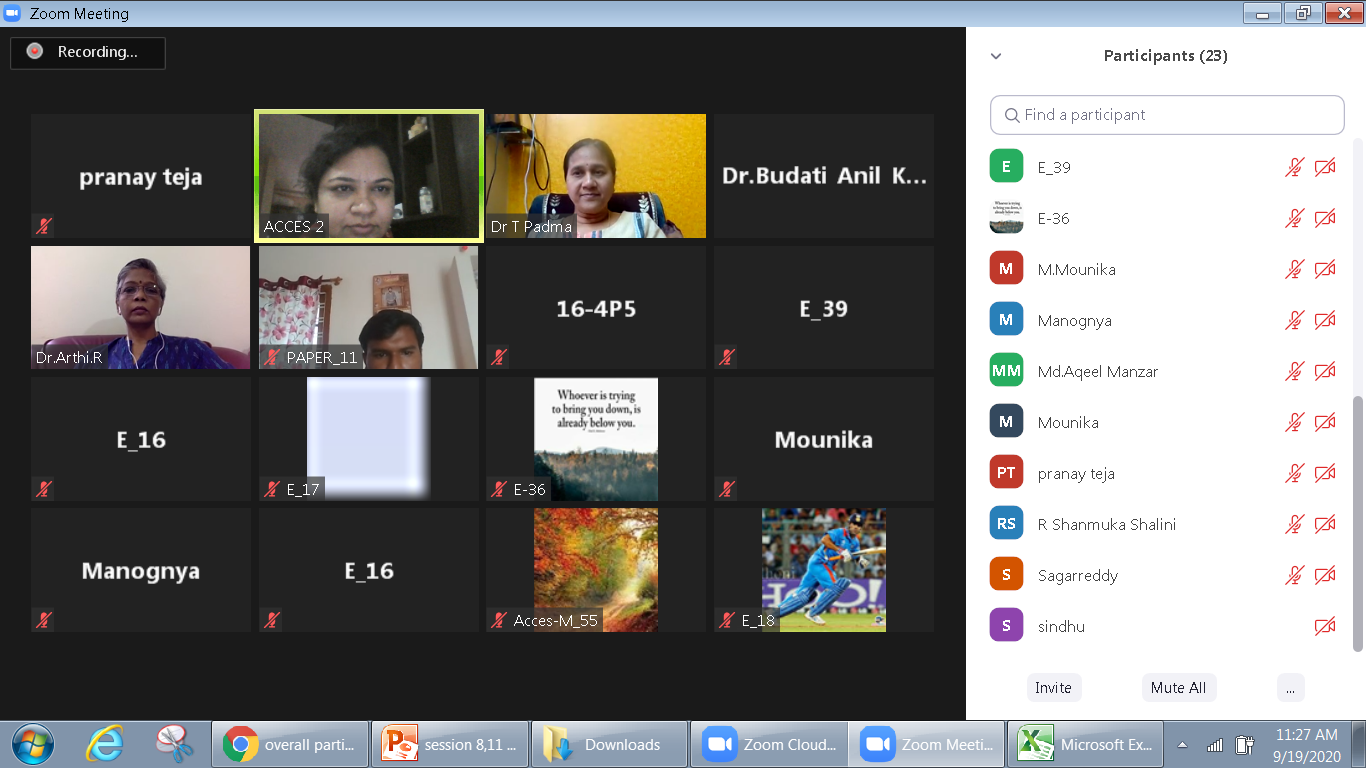 Zoom Meeting
Recording...
pranay teja
ACCES 2
Dr T Padma
Dr.Budati Anil K...
Dr.Arthi.R
PAPER_11
16-4P5
E_39
E_16
E_17
Whoever is trying
to bring you down, is
already below you.
E-36
Mounika
Manognya
E_16
Acces-M_55
E_18
Participants (23)
Find a participant
E E_39
E-36
M M.Mounika
M Manognya
MM Md.Aqeel Manzar
M Mounika
PT pranay teja
RS R Shanmuka Shalini
S Sagarreddy
S sindhu
Invite
Mute All
...
overall parti...
session 8,11 ...
Downloads
Zoom Cloud...
Zoom Meeti...
Microsoft Ex...
11:27 AM
9/19/2020